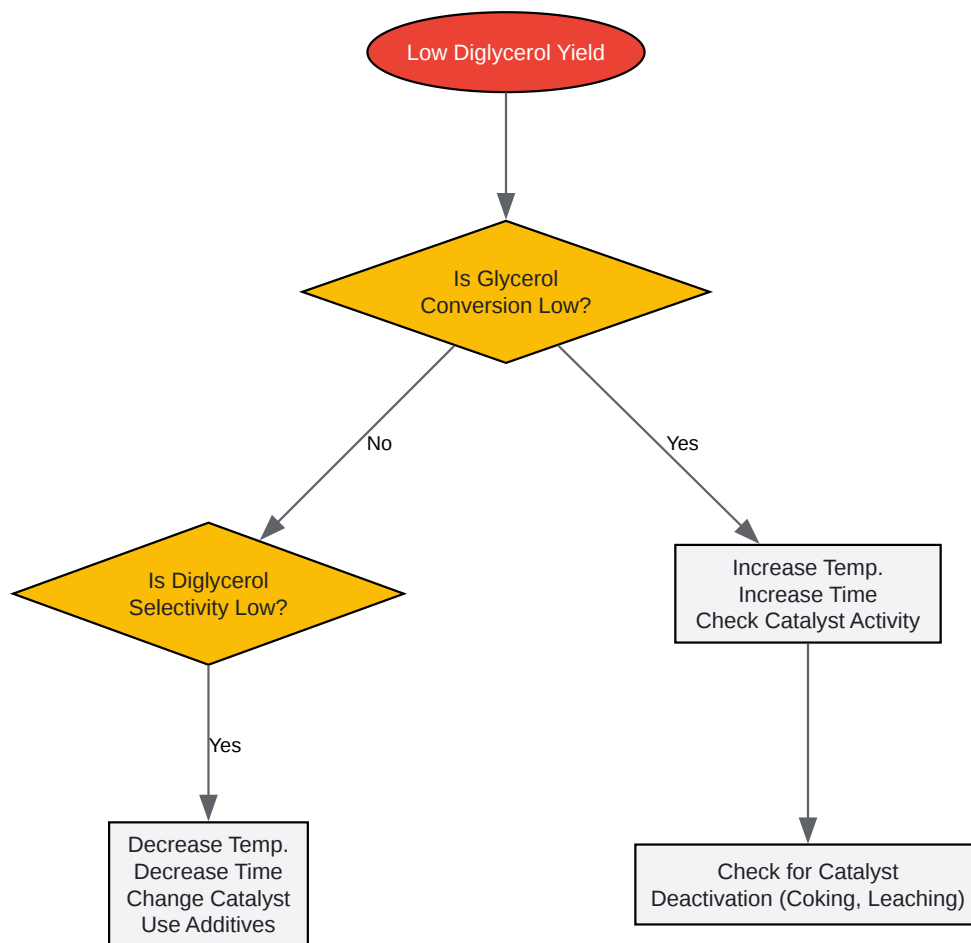 Low Diglycerol Yield
Is Glycerol
Conversion Low?
No
Yes
Is Diglycerol
Selectivity Low?
Increase Temp.
Increase Time
Check Catalyst Activity
Yes
Decrease Temp.
Decrease Time
Change Catalyst
Use Additives
Check for Catalyst
Deactivation (Coking, Leaching)